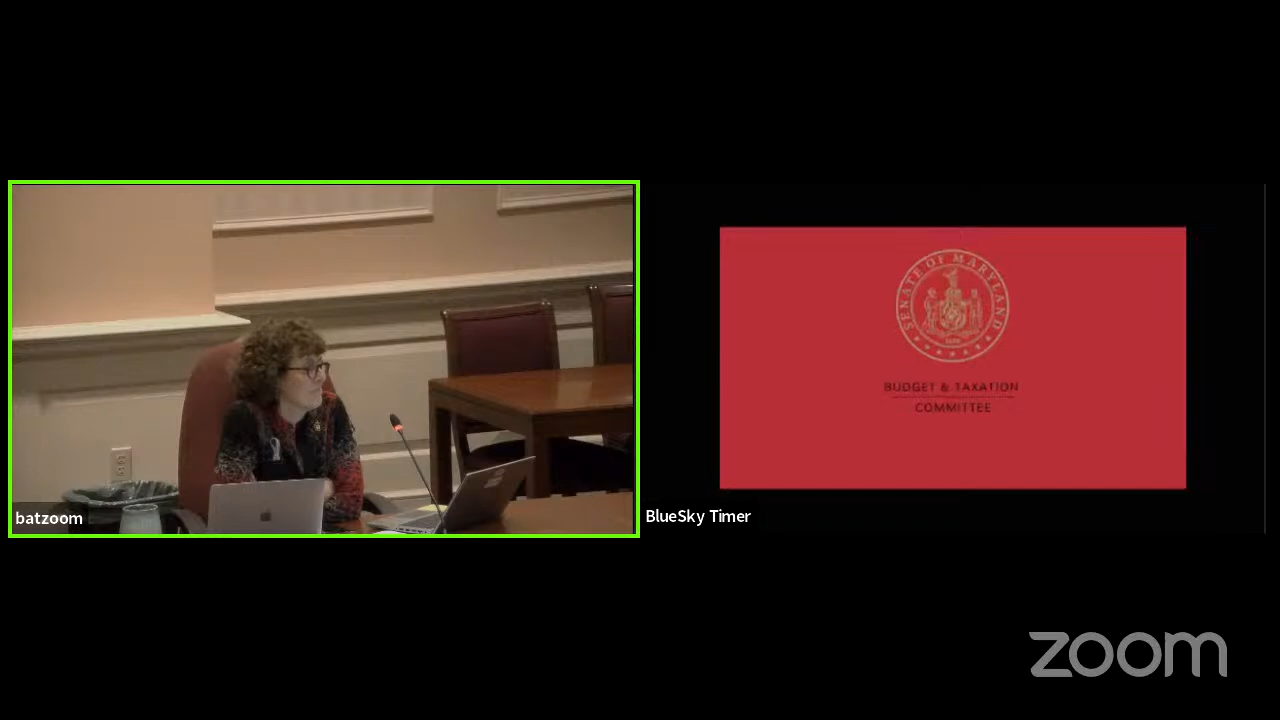 SENATE OF MARYLAND
BUDGET & TAXATION
COMMITTEE
batzoom
BlueSky Timer
zoom